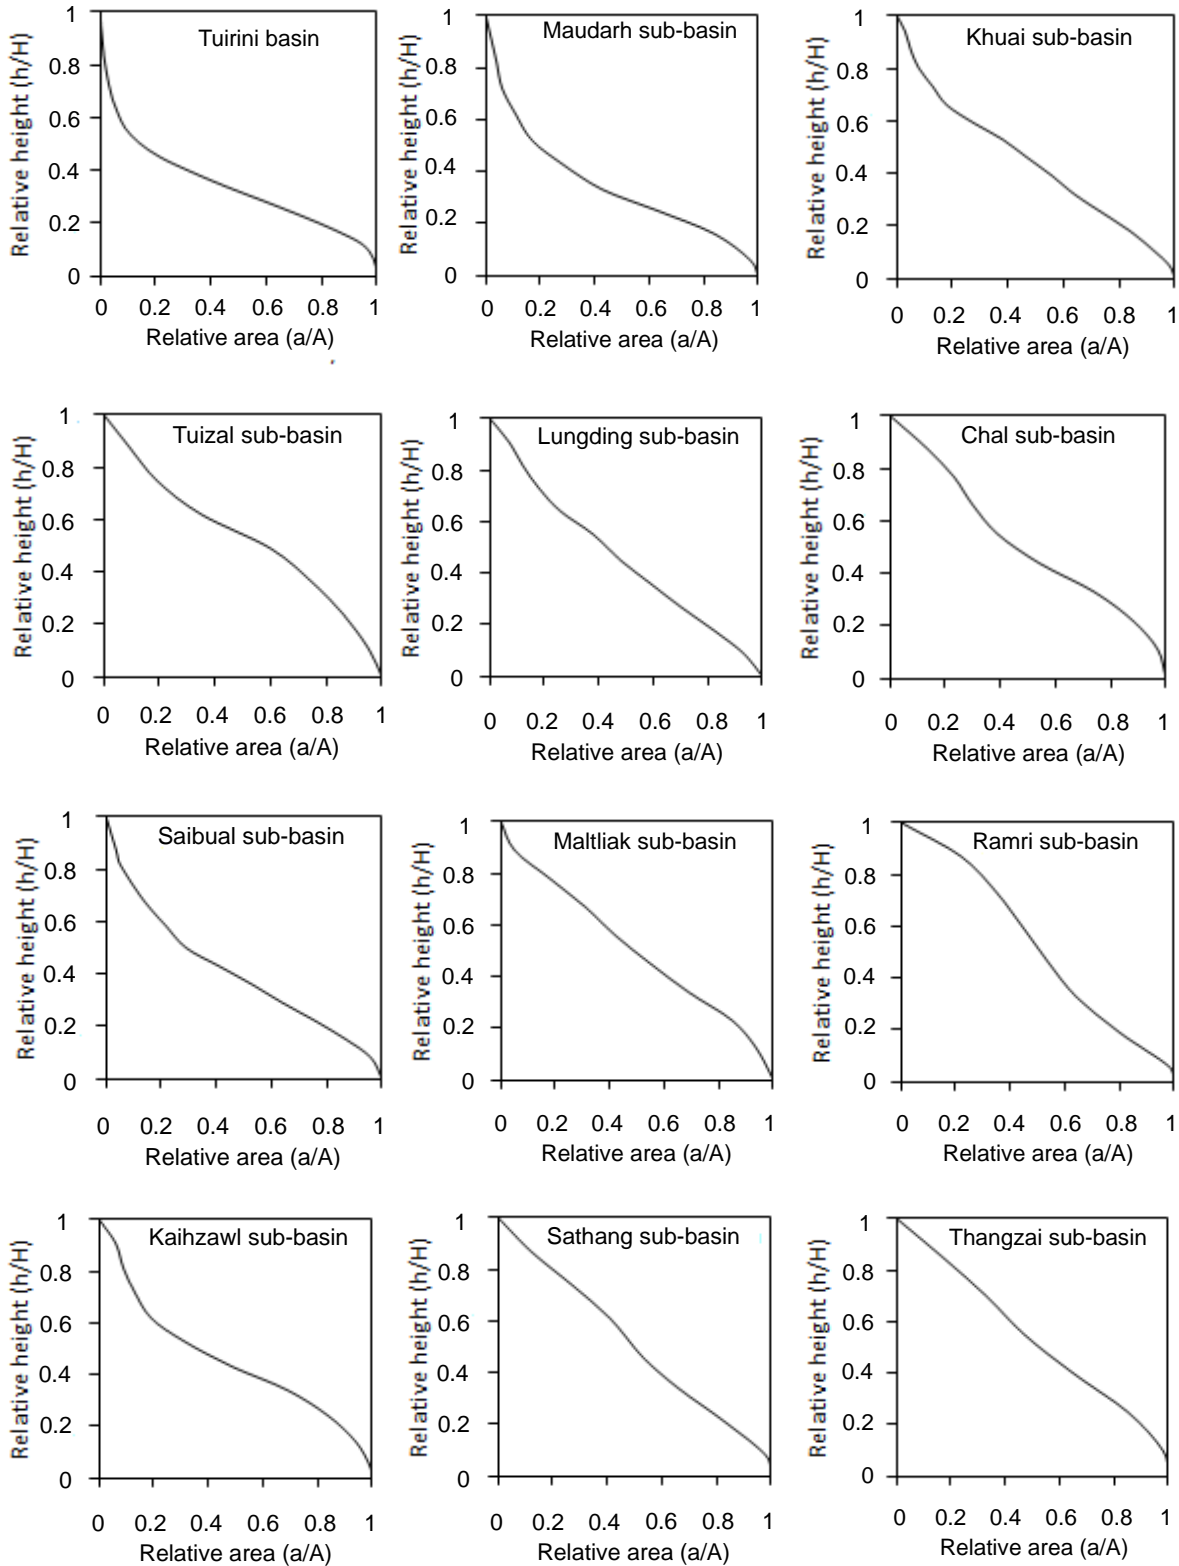 Tuirini basin
Relative height (h/H)
1
0.8
0.6
0.4
0.2
0
0 0.2 0.4 0.6 0.8 1
Relative area (a/A)
Maudarh sub-basin
Relative height (h/H)
1
0.8
0.6
0.4
0.2
0
0 0.2 0.4 0.6 0.8 1
Relative area (a/A)
Khuai sub-basin
Relative height (h/H)
1
0.8
0.6
0.4
0.2
0
0 0.2 0.4 0.6 0.8 1
Relative area (a/A)
Tuizal sub-basin
Relative height (h/H)
1
0.8
0.6
0.4
0.2
0
0 0.2 0.4 0.6 0.8 1
Relative area (a/A)
Lungding sub-basin
Relative height (h/H)
1
0.8
0.6
0.4
0.2
0
0 0.2 0.4 0.6 0.8 1
Relative area (a/A)
Chal sub-basin
Relative height (h/H)
1
0.8
0.6
0.4
0.2
0
0 0.2 0.4 0.6 0.8 1
Relative area (a/A)
Saibual sub-basin
Relative height (h/H)
1
0.8
0.6
0.4
0.2
0
0 0.2 0.4 0.6 0.8 1
Relative area (a/A)
Maltliak sub-basin
Relative height (h/H)
1
0.8
0.6
0.4
0.2
0
0 0.2 0.4 0.6 0.8 1
Relative area (a/A)
Ramri sub-basin
Relative height (h/H)
1
0.8
0.6
0.4
0.2
0
0 0.2 0.4 0.6 0.8 1
Relative area (a/A)
Kaihzawl sub-basin
Relative height (h/H)
1
0.8
0.6
0.4
0.2
0
0 0.2 0.4 0.6 0.8 1
Relative area (a/A)
Sathang sub-basin
Relative height (h/H)
1
0.8
0.6
0.4
0.2
0
0 0.2 0.4 0.6 0.8 1
Relative area (a/A)
Thangzai sub-basin
Relative height (h/H)
1
0.8
0.6
0.4
0.2
0
0 0.2 0.4 0.6 0.8 1
Relative area (a/A)